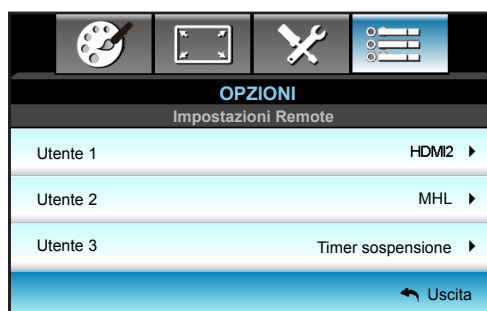 OPZIONI
Impostazioni Remote
Utente 1 HDMI2
Utente 2 MHL
Utente 3 Timer sospensione
Uscita